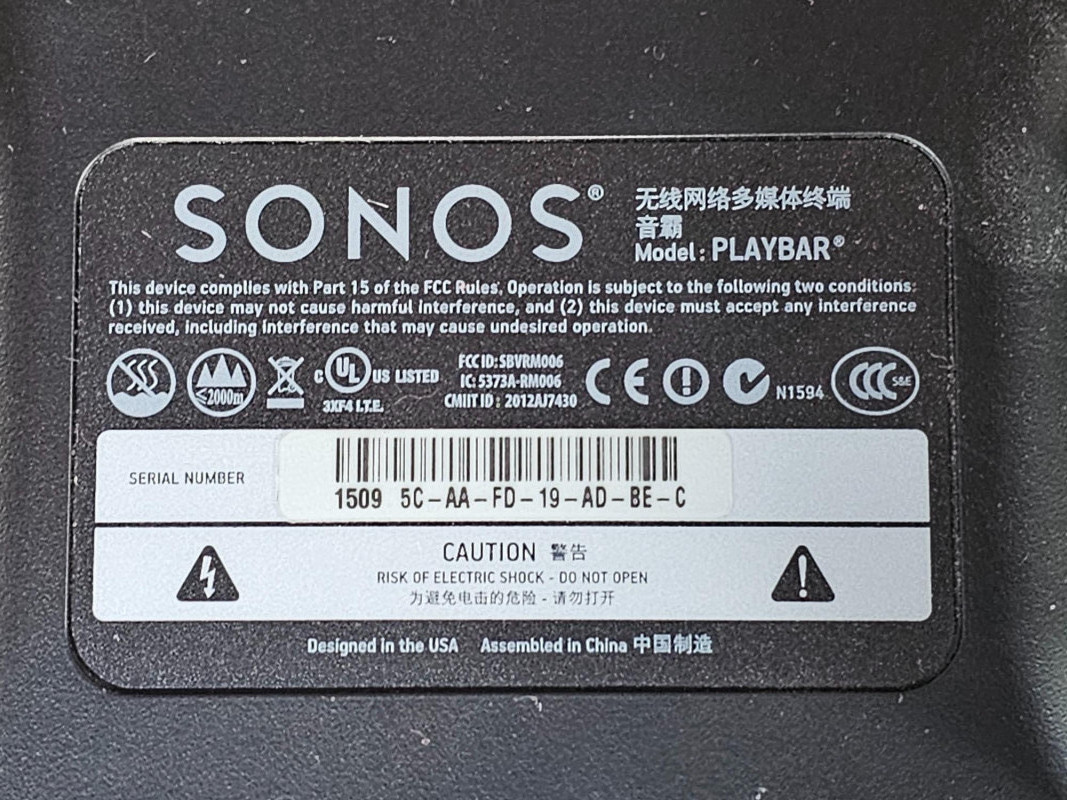 SONOS®
无线网络多媒体终端
音霸
Model: PLAYBAR®
This device complies with Part 15 of the FCC Rules. Operation is subject to the following two conditions:
(1) this device may not cause harmful interference, and (2) this device must accept any interference
received, including interference that may cause undesired operation.
≤2000m
C UL US LISTED
3XF4 I.T.E.
FCC ID: SBVRM006
IC: 5373A-RM006
CMIIT ID: 2012AJ7430
CE
N1594
CCC S&E
SERIAL NUMBER
1509 5C-AA-FD-19-AD-BE-C
CAUTION 警告
RISK OF ELECTRIC SHOCK - DO NOT OPEN
为避免电击的危险 - 请勿打开
Designed in the USA Assembled in China 中国制造